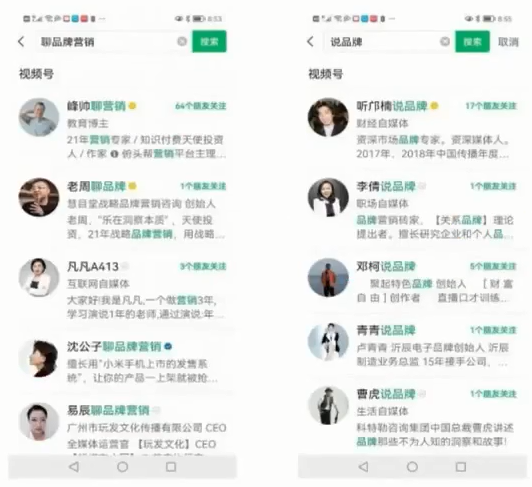 8:53
聊品牌营销
搜索
视频号
峰帅聊营销
64个朋友关注
教育博主
21年营销专家 / 知识付费天使投
资人 / 作家 俯头帮营销平台主理...
老周聊品牌
1个朋友关注
慧目堂战略品牌营销咨询 创始人
老周，“乐在洞察本质”，天使投
资，21年战略品牌营销，用战略...
凡凡A413
3个朋友关注
互联网自媒体
大家好!我是凡凡,一个做营销3年,
学习演说1年的老师,通过演说:年...
沈公子聊品牌营销
擅长用“小米手机上市的发售系
统”，让你的产品一上架就被抢...
易辰聊品牌营销
广州市玩发文化传播有限公司 CEO
全媒体运营官 【玩发文化】CEO
8:55
说品牌
搜索
取消
视频号
听邝楠说品牌
17个朋友关注
财经自媒体
资深市场品牌专家。资深媒体人。
2017年、2018年中国传播年度...
李倩说品牌
1个朋友关注
职场自媒体
品牌营销砖家，【关系品牌】理论
提出者。擅长研究企业和个人品...
邓柯说品牌
5个朋友关注
聚起特色品牌 创始人 [ 财 富
自 由 ] 创作者 直播口才训练...
青青说品牌
1个朋友关注
卢青青 沂辰电子品牌创始人 沂辰
制造业务总监 15年援手公司，...
曹虎说品牌
1个朋友关注
生活自媒体
科特勒咨询集团中国总裁曹虎讲述
品牌那些不为人知的洞察和故事!